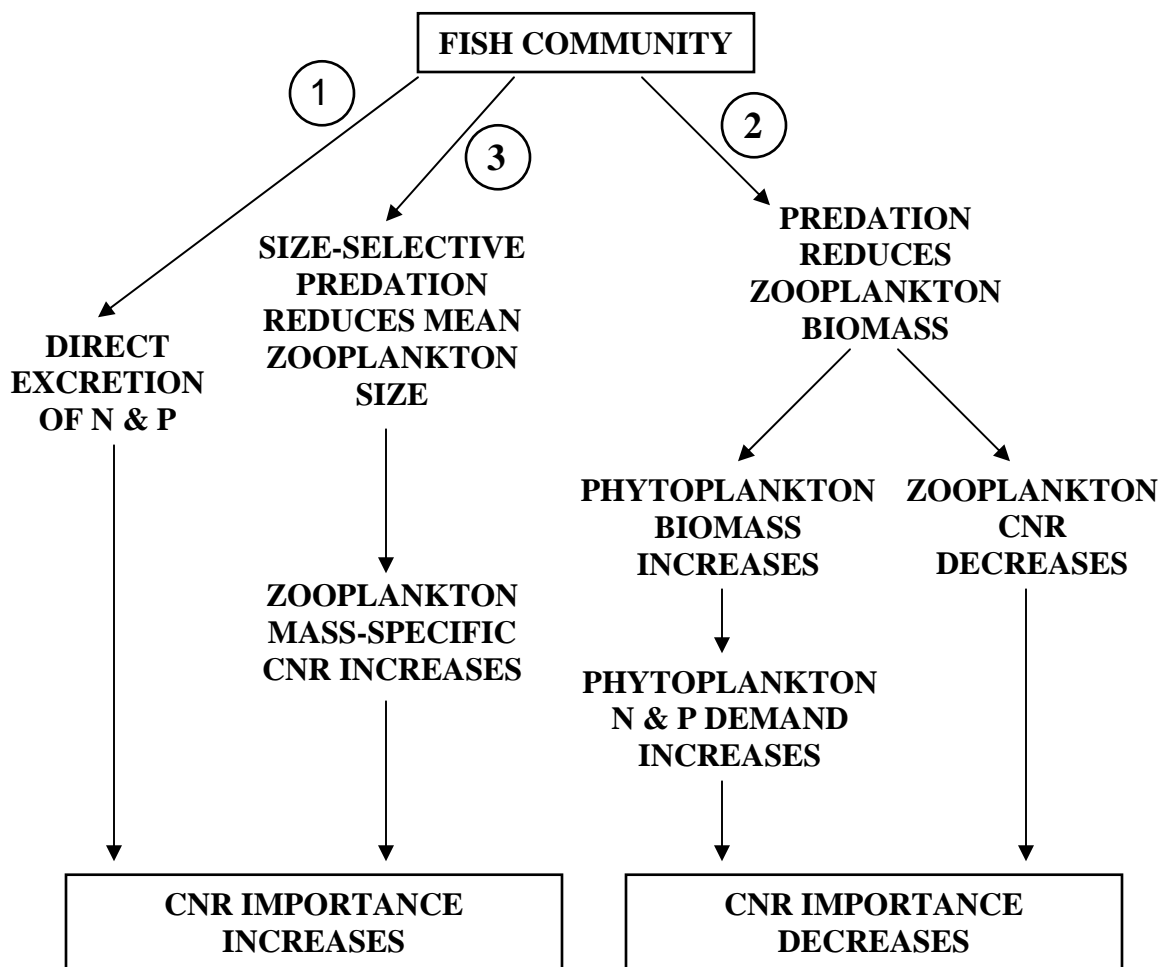 FISH COMMUNITY
1
3
2
DIRECT
EXCRETION
OF N & P
SIZE-SELECTIVE
PREDATION
REDUCES MEAN
ZOOPLANKTON
SIZE
ZOOPLANKTON
MASS-SPECIFIC
CNR INCREASES
PREDATION
REDUCES
ZOOPLANKTON
BIOMASS
PHYTOPLANKTON
BIOMASS
INCREASES
PHYTOPLANKTON
N & P DEMAND
INCREASES
ZOOPLANKTON
CNR
DECREASES
CNR IMPORTANCE
INCREASES
CNR IMPORTANCE
DECREASES